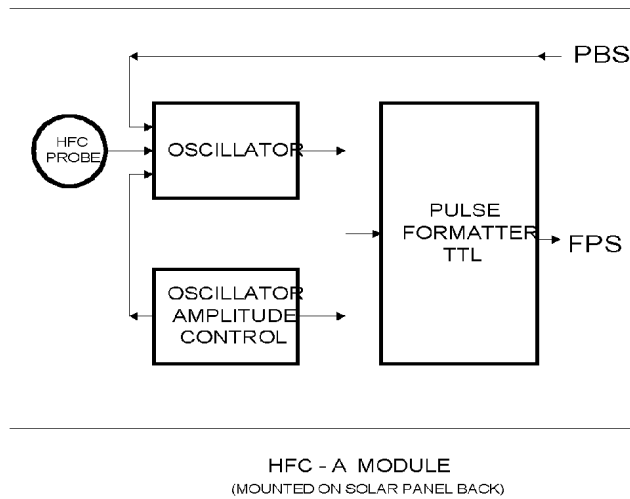 PBS
HFC
PROBE
OSCILLATOR
PULSE
FORMATTER
TTL
FPS
OSCILLATOR
AMPLITUDE
CONTROL
HFC - A MODULE
(MOUNTED ON SOLAR PANEL BACK)